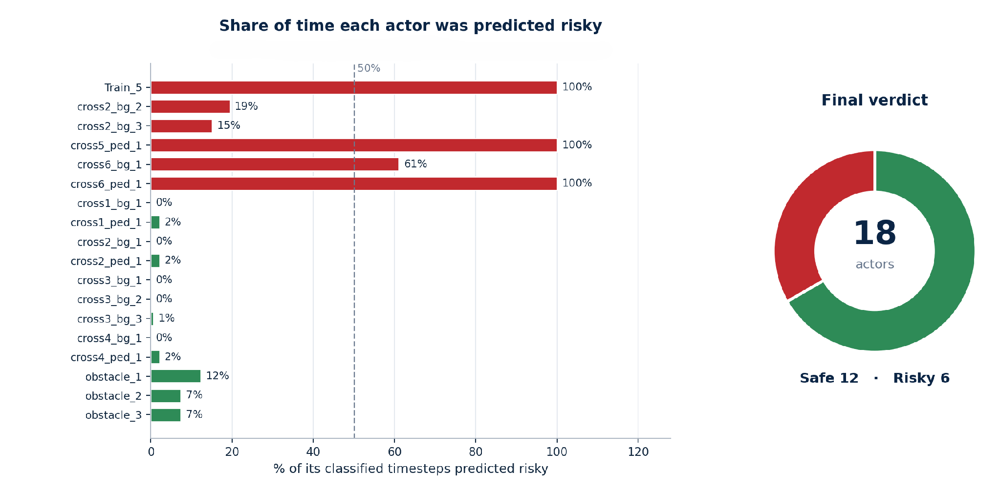 Share of time each actor was predicted risky
50%
Train_5 100%
cross2_bg_2 19%
cross2_bg_3 15%
cross5_ped_1 100%
cross6_bg_1 61%
cross6_ped_1 100%
cross1_bg_1 0%
cross1_ped_1 2%
cross2_bg_1 0%
cross2_ped_1 2%
cross3_bg_1 0%
cross3_bg_2 0%
cross3_bg_3 1%
cross4_bg_1 0%
cross4_ped_1 2%
obstacle_1 12%
obstacle_2 7%
obstacle_3 7%
0 20 40 60 80 100 120
% of its classified timesteps predicted risky
Final verdict
18
actors
Safe 12 · Risky 6